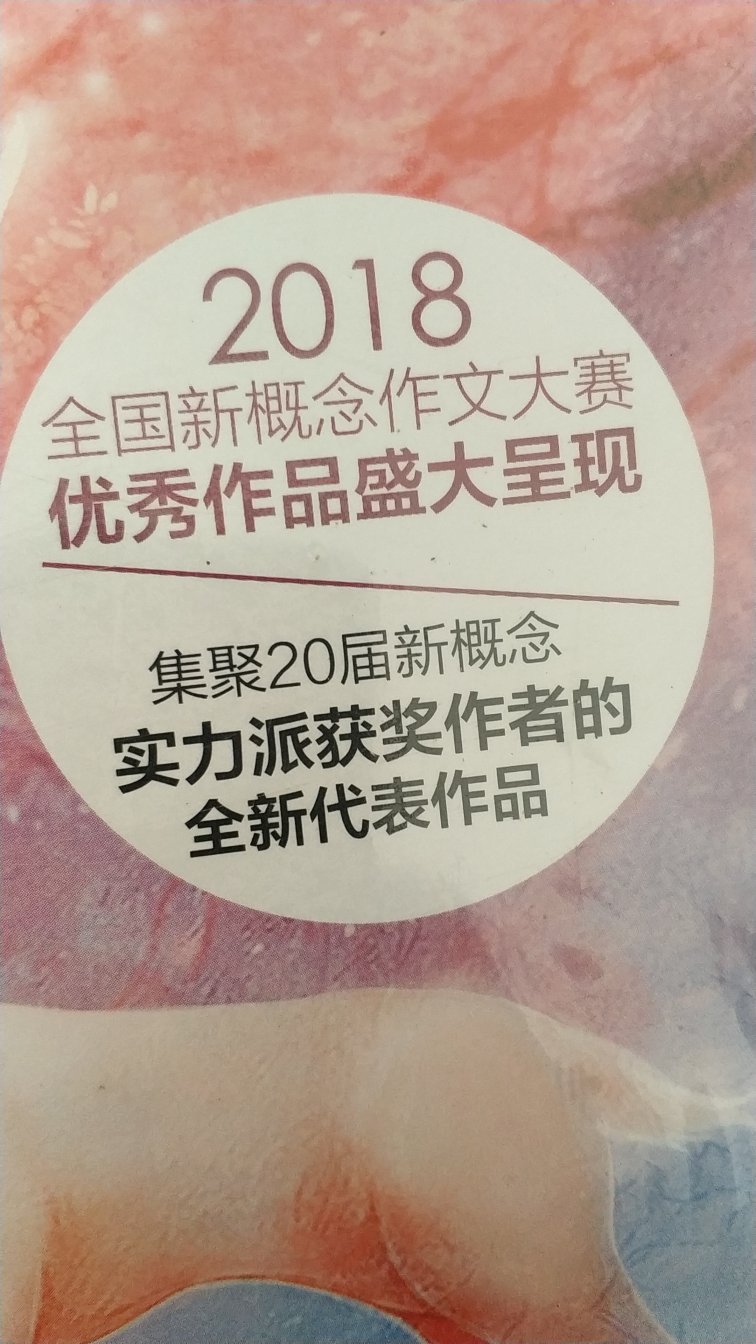 2018
全国新概念作文大赛
优秀作品盛大呈现
集聚20届新概念
实力派获奖作者的
全新代表作品